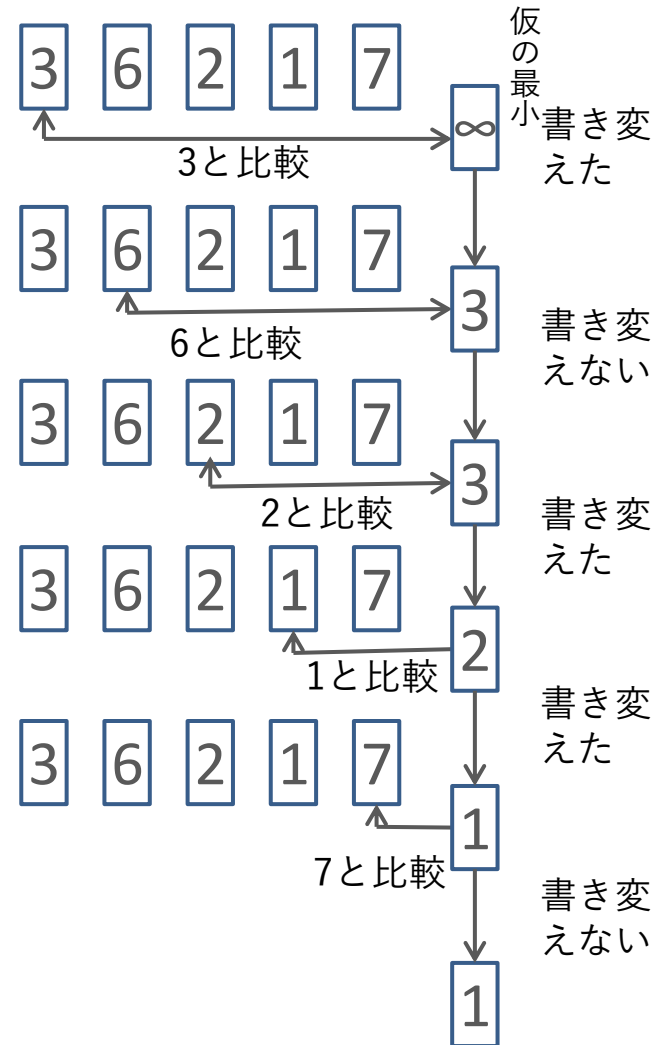 仮の最小
3 6 2 1 7
∞
書き変
えた
3と比較
3 6 2 1 7
3
書き変
えない
6と比較
3 6 2 1 7
3
書き変
えた
2と比較
3 6 2 1 7
2
書き変
えた
1と比較
3 6 2 1 7
1
書き変
えない
7と比較
1